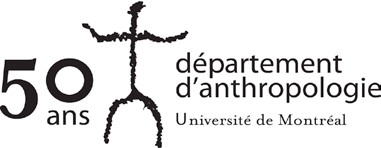 50
ans
département
d'anthropologie
Université de Montréal